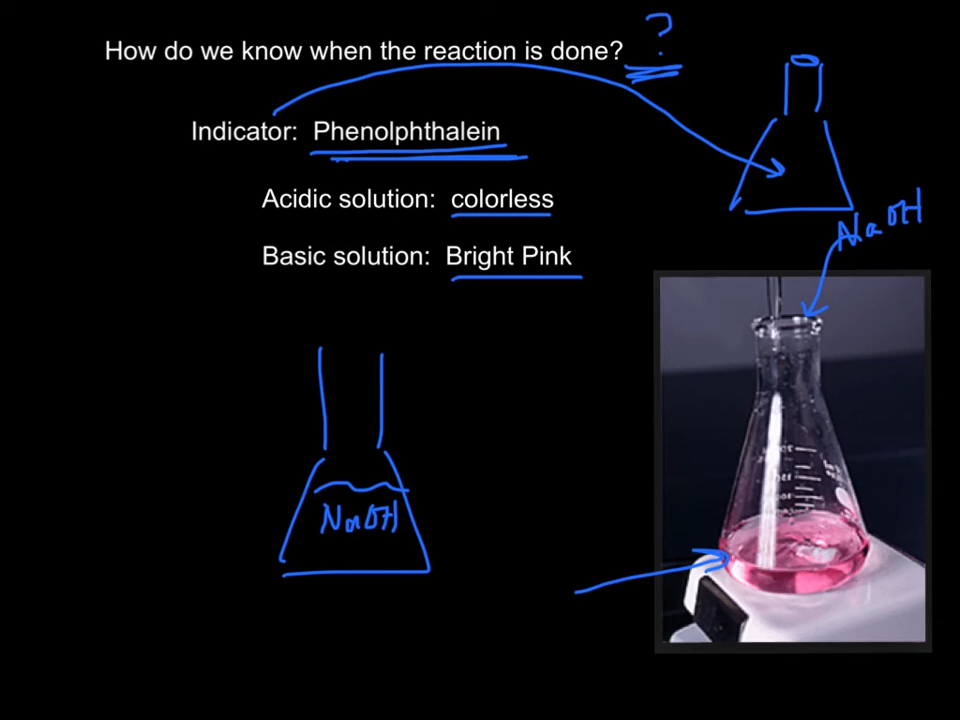 How do we know when the reaction is done? ?
Indicator: Phenolphthalein
Acidic solution: colorless
NaOH
Basic solution: Bright Pink
NaOH